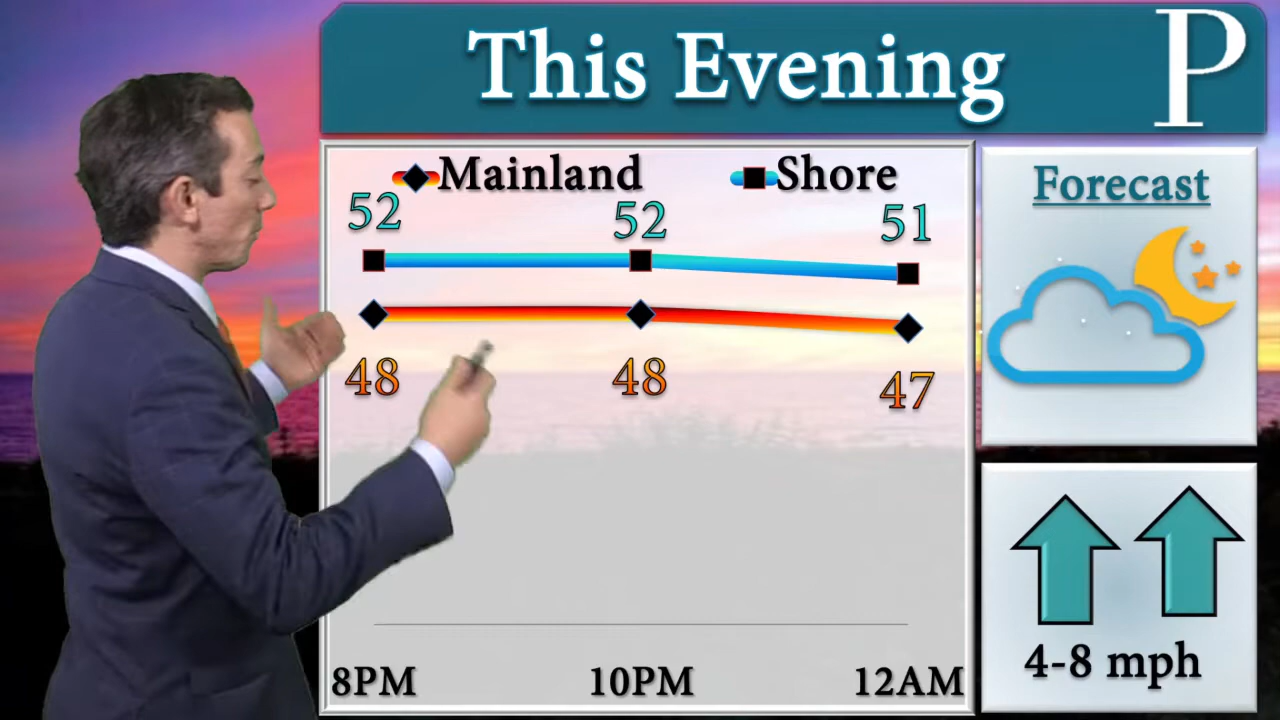 This Evening
P
Mainland
Shore
52
52
51
48
48
47
8PM
10PM
12AM
Forecast
4-8 mph